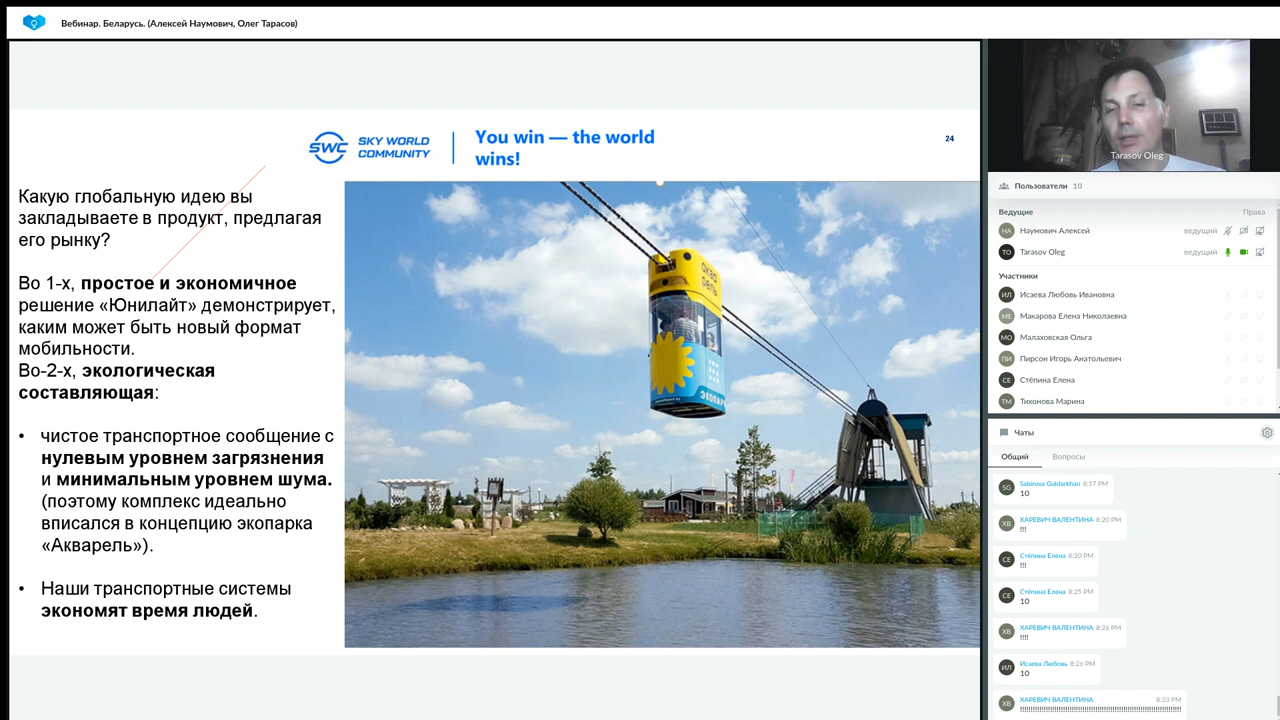 Вебинар. Беларусь. (Алексей Наумович, Олег Тарасов)
SWC
SKY WORLD
COMMUNITY
You win — the world
wins!
24
Какую глобальную идею вы
закладываете в продукт, предлагая
его рынку?
Во 1-х, простое и экономичное
решение «Юнилайт» демонстрирует,
каким может быть новый формат
мобильности.
Во-2-х, экологическая
составляющая:
• чистое транспортное сообщение с
нулевым уровнем загрязнения
и минимальным уровнем шума.
(поэтому комплекс идеально
вписался в концепцию экопарка
«Акварель»).
• Наши транспортные системы
экономят время людей.
аква
рель
ЭКОПАРК
Tarasov Oleg
Пользователи 10
Ведущие Права
НА Наумович Алексей ведущий
TO Tarasov Oleg ведущий
Участники
ИЛ Исаева Любовь Ивановна
МЕ Макарова Елена Николаевна
МО Малаховская Ольга
ПИ Пирсон Игорь Анатольевич
СЕ Стёпина Елена
ТМ Тихонова Марина
Чаты
Общий Вопросы
SG Sabirova Guldarkhan 8:17 PM
10
ХВ ХАРЕВИЧ ВАЛЕНТИНА 8:20 PM
!!!
СЕ Стёпина Елена 8:20 PM
!!!
СЕ Стёпина Елена 8:25 PM
10
ХВ ХАРЕВИЧ ВАЛЕНТИНА 8:26 PM
!!!!
ИЛ Исаева Любовь 8:26 PM
10
ХВ ХАРЕВИЧ ВАЛЕНТИНА 8:33 PM